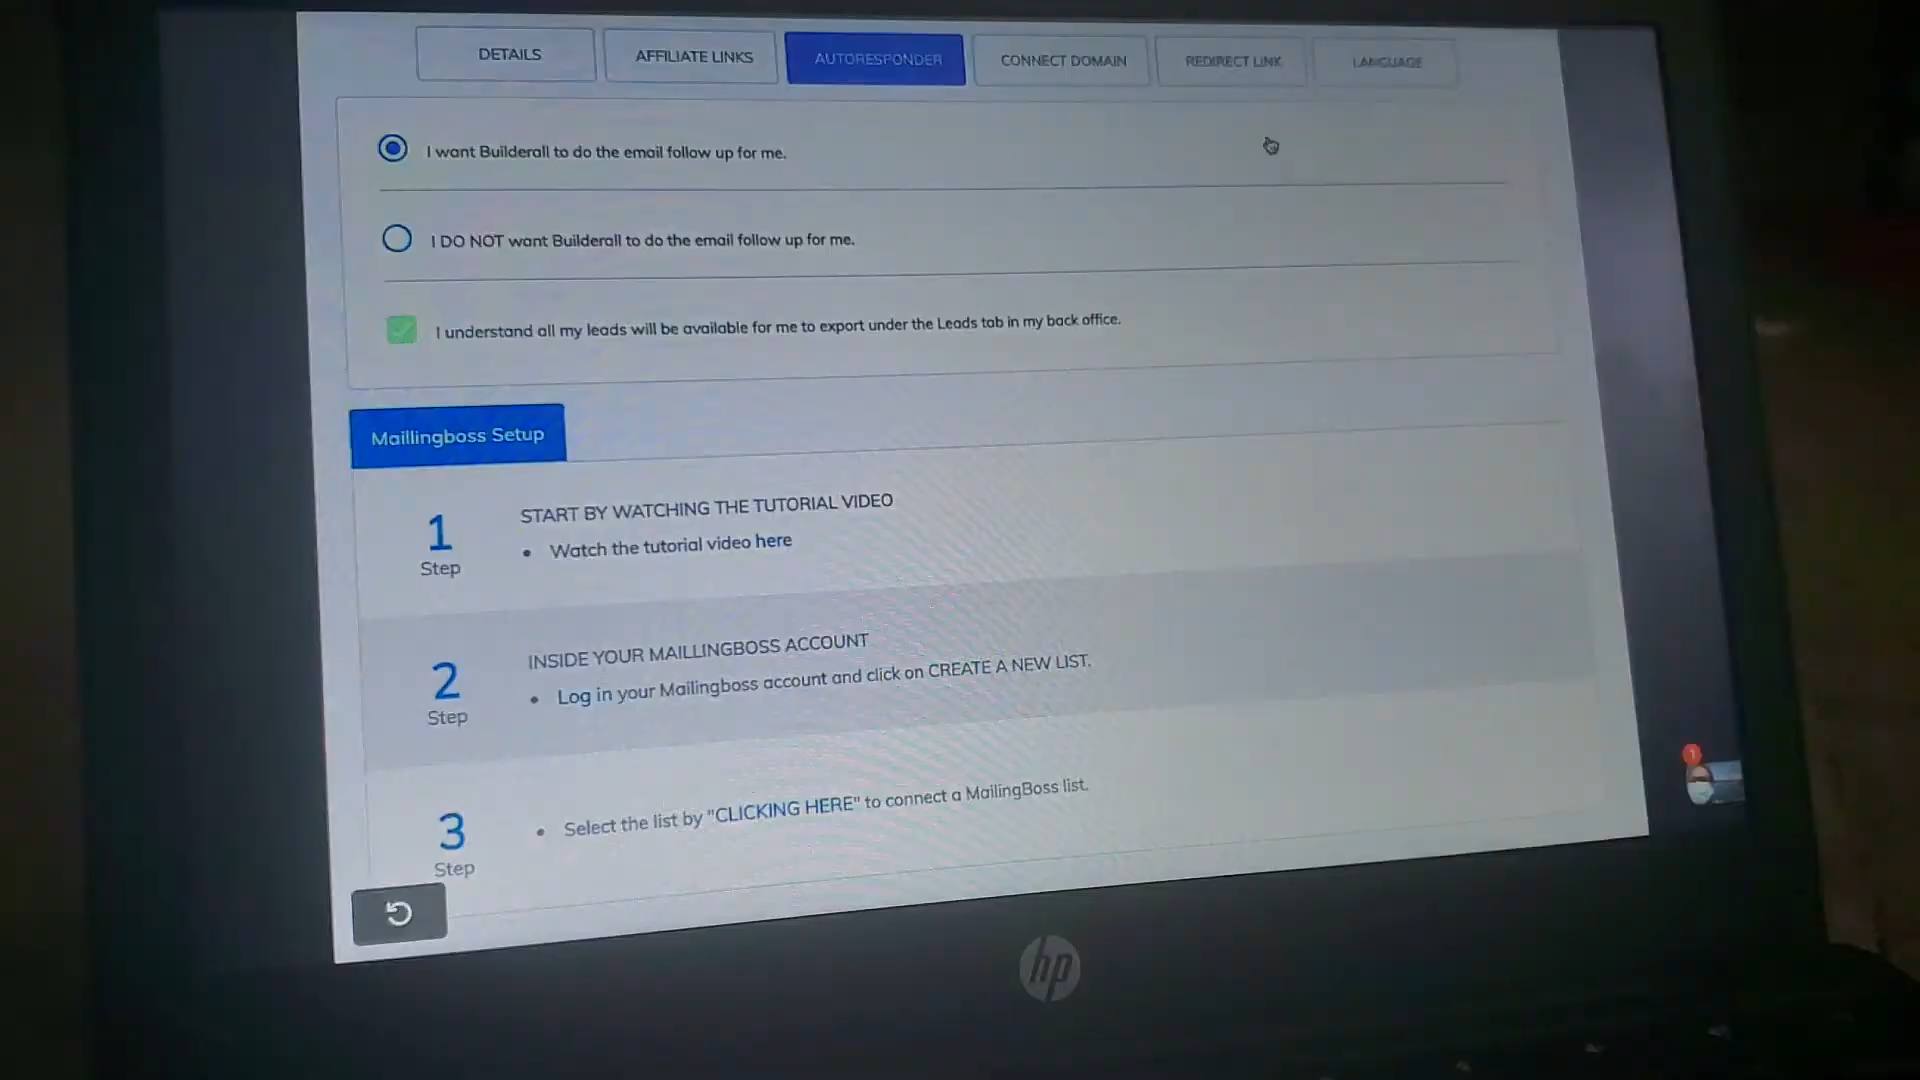 DETAILS
AFFILIATE LINKS
AUTORESPONDER
CONNECT DOMAIN
REDIRECT LINK
LANGUAGE
I want Builderall to do the email follow up for me.
I DO NOT want Builderall to do the email follow up for me.
I understand all my leads will be available for me to export under the Leads tab in my back office.
Maillingboss Setup
1
Step
START BY WATCHING THE TUTORIAL VIDEO
• Watch the tutorial video here
2
Step
INSIDE YOUR MAILLINGBOSS ACCOUNT
• Log in your Mailingboss account and click on CREATE A NEW LIST.
3
Step
• Select the list by "CLICKING HERE" to connect a MailingBoss list.
1
hp